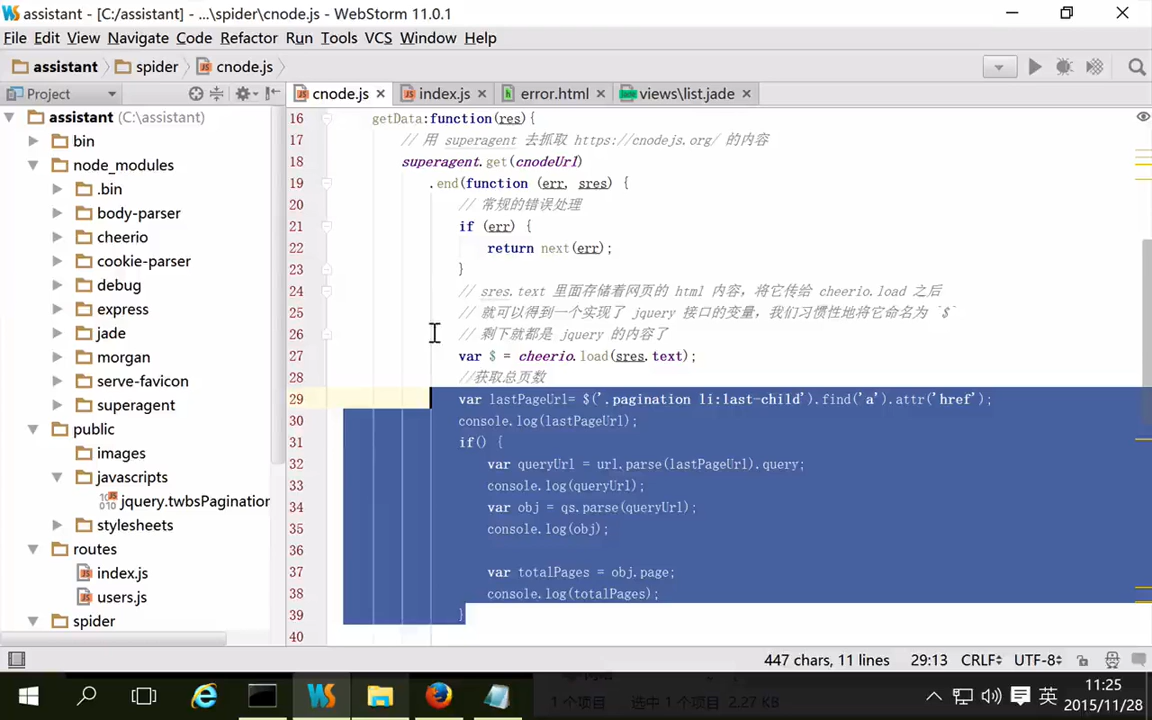 assistant - [C:/assistant] - ...\spider\cnode.js - WebStorm 11.0.1
File Edit View Navigate Code Refactor Run Tools VCS Window Help
assistant spider cnode.js
Project cnode.js index.js error.html views\list.jade
assistant (C:\assistant)
bin
node_modules
.bin
body-parser
cheerio
cookie-parser
debug
express
jade
morgan
serve-favicon
superagent
public
images
javascripts
jquery.twbsPagination
stylesheets
routes
index.js
users.js
spider
16 getData:function(res){
17 // 用 superagent 去抓取 https://cnodejs.org/ 的内容
18 superagent.get(cnodeUrl)
19 .end(function (err, sres) {
20 // 常规的错误处理
21 if (err) {
22 return next(err);
23 }
24 // sres.text 里面存储着网页的 html 内容，将它传给 cheerio.load 之后
25 // 就可以得到一个实现了 jquery 接口的变量，我们习惯性地将它命名为 `$`
26 // 剩下就都是 jquery 的内容了
27 var $ = cheerio.load(sres.text);
28 //获取总页数
29 var lastPageUrl= $('.pagination li:last-child').find('a').attr('href');
30 console.log(lastPageUrl);
31 if() {
32 var queryUrl = url.parse(lastPageUrl).query;
33 console.log(queryUrl);
34 var obj = qs.parse(queryUrl);
35 console.log(obj);
36
37 var totalPages = obj.page;
38 console.log(totalPages);
39 }
40
447 chars, 11 lines 29:13 CRLF UTF-8
1 个项目 选中 1 个项目 2.27 KB
英
11:25
2015/11/28